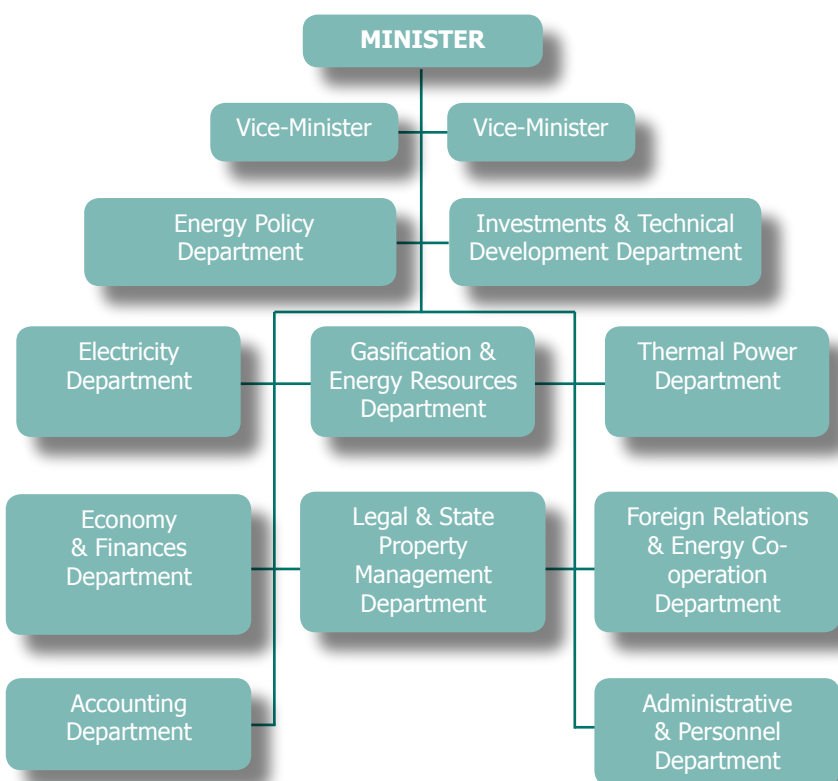 MINISTER
Vice-Minister
Vice-Minister
Energy Policy
Department
Investments & Technical
Development Department
Electricity
Department
Gasification &
Energy Resources
Department
Thermal Power
Department
Economy
& Finances
Department
Legal & State
Property
Management
Department
Foreign Relations
& Energy Co-
operation
Department
Accounting
Department
Administrative
& Personnel
Department